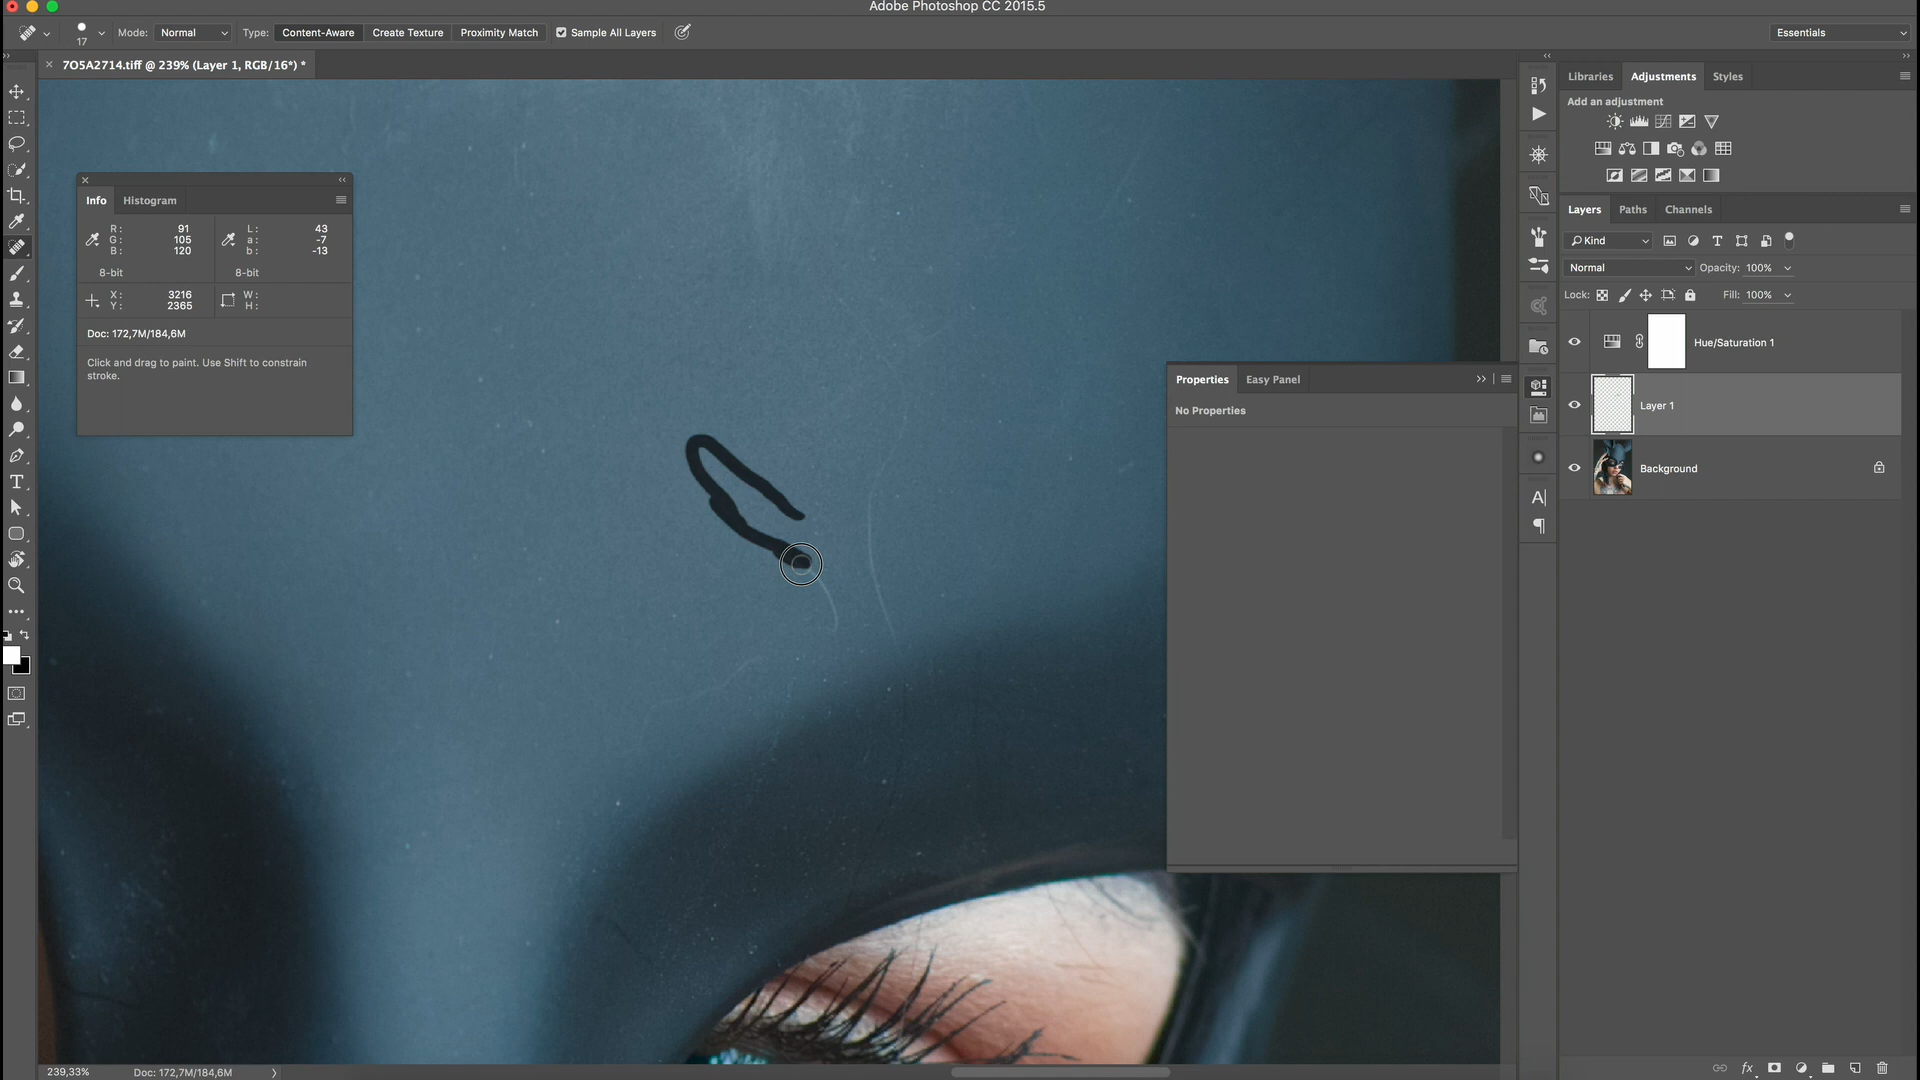 Adobe Photoshop CC 2015.5
17
Mode: Normal Type: Content-Aware Create Texture Proximity Match Sample All Layers
Essentials
7O5A2714.tiff @ 239% (Layer 1, RGB/16*) *
Libraries Adjustments Styles
Add an adjustment
Info Histogram
R: 91 L: 43
G: 105 a: -7
B: 120 b: -13
8-bit 8-bit
X: 3216 W:
Y: 2365 H:
Doc: 172,7M/184,6M
Click and drag to paint. Use Shift to constrain
stroke.
Layers Paths Channels
Kind
Normal Opacity: 100%
Lock: Fill: 100%
Hue/Saturation 1
Layer 1
Background
Properties Easy Panel
No Properties
239,33% Doc: 172,7M/184,6M